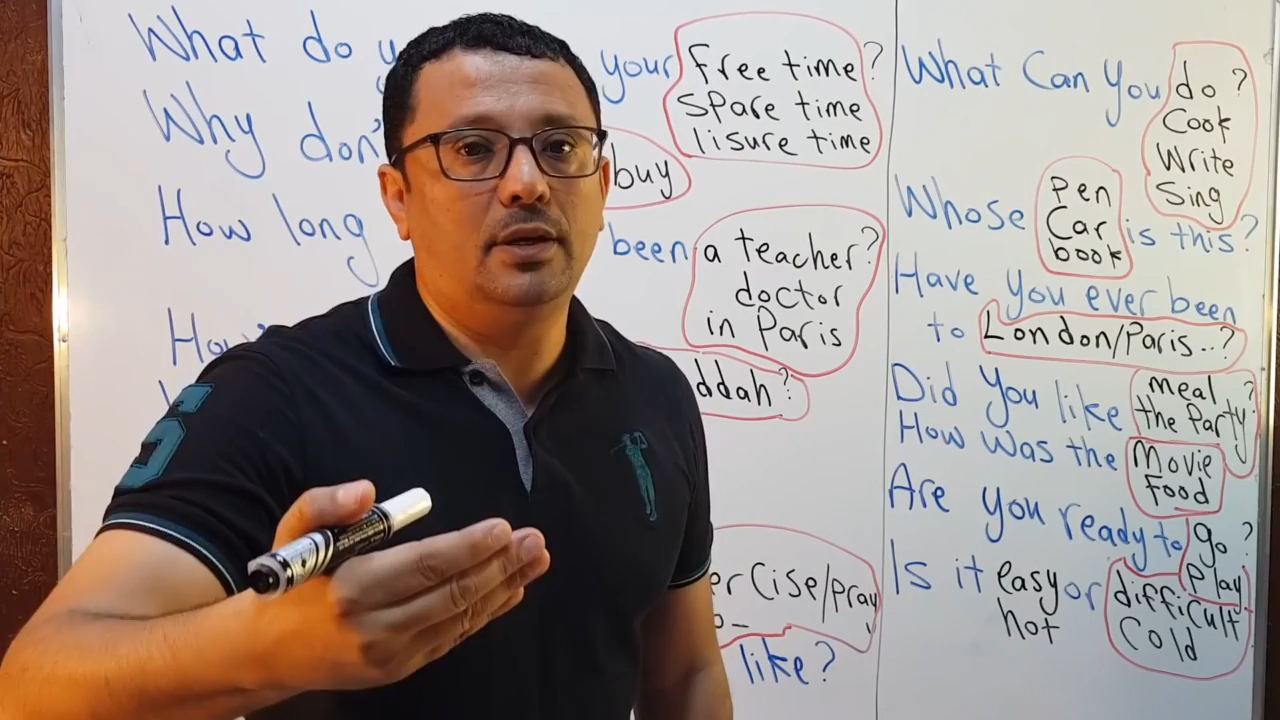 What do your free time?
spare time
lisure time
Why buy
How long been a teacher?
doctor
in Paris
ddah?
er Cise/pray
like?
What Can You do?
Cook
Write
Sing
Whose pen is this?
Car
book
Have You ever been
to London/Paris..?
Did You like meal?
the Party
How was the Movie
food
Are you ready to go?
play
Is it easy or difficult
hot Cold